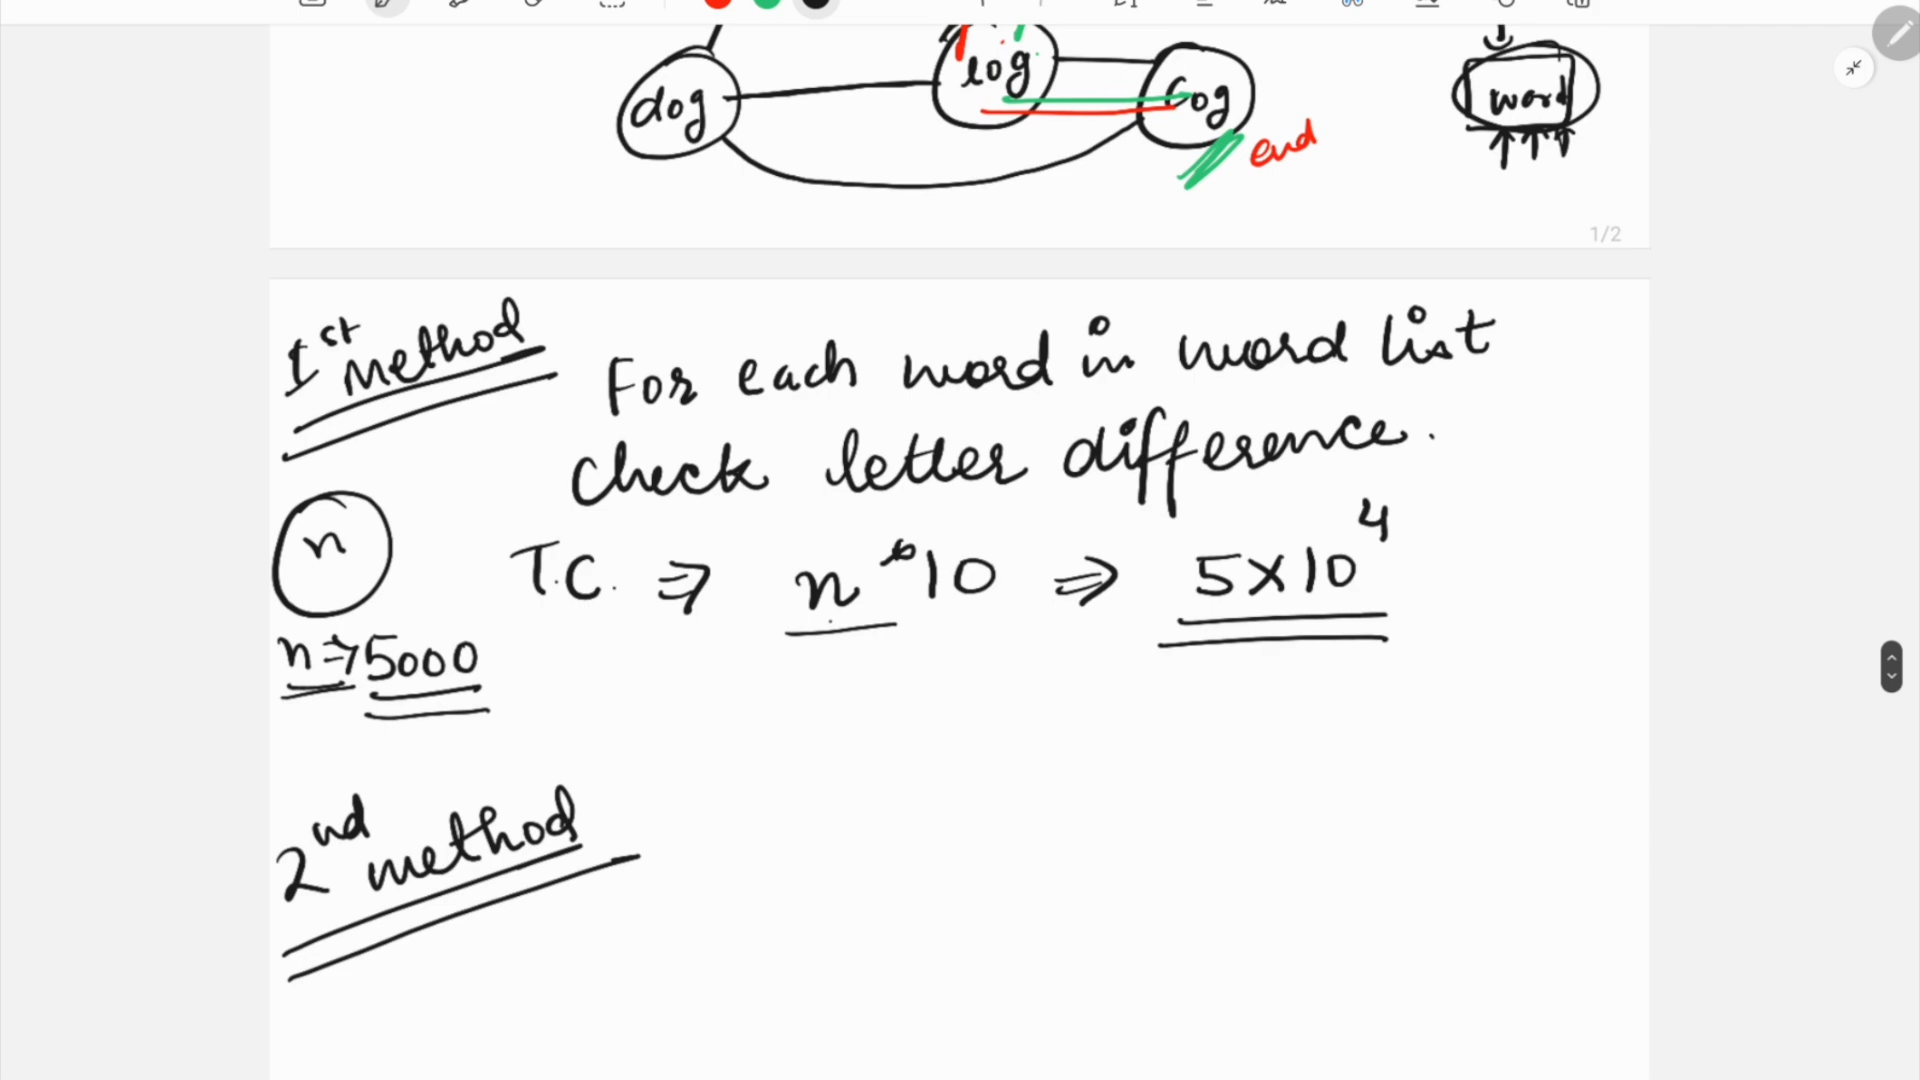 dog
log
cog
end
word
1/2
1st method
For each word in word list
check letter difference.
n
T.C. ⇒ n * 10 ⇒ 5×10^4
n ⇒ 5000
2nd method